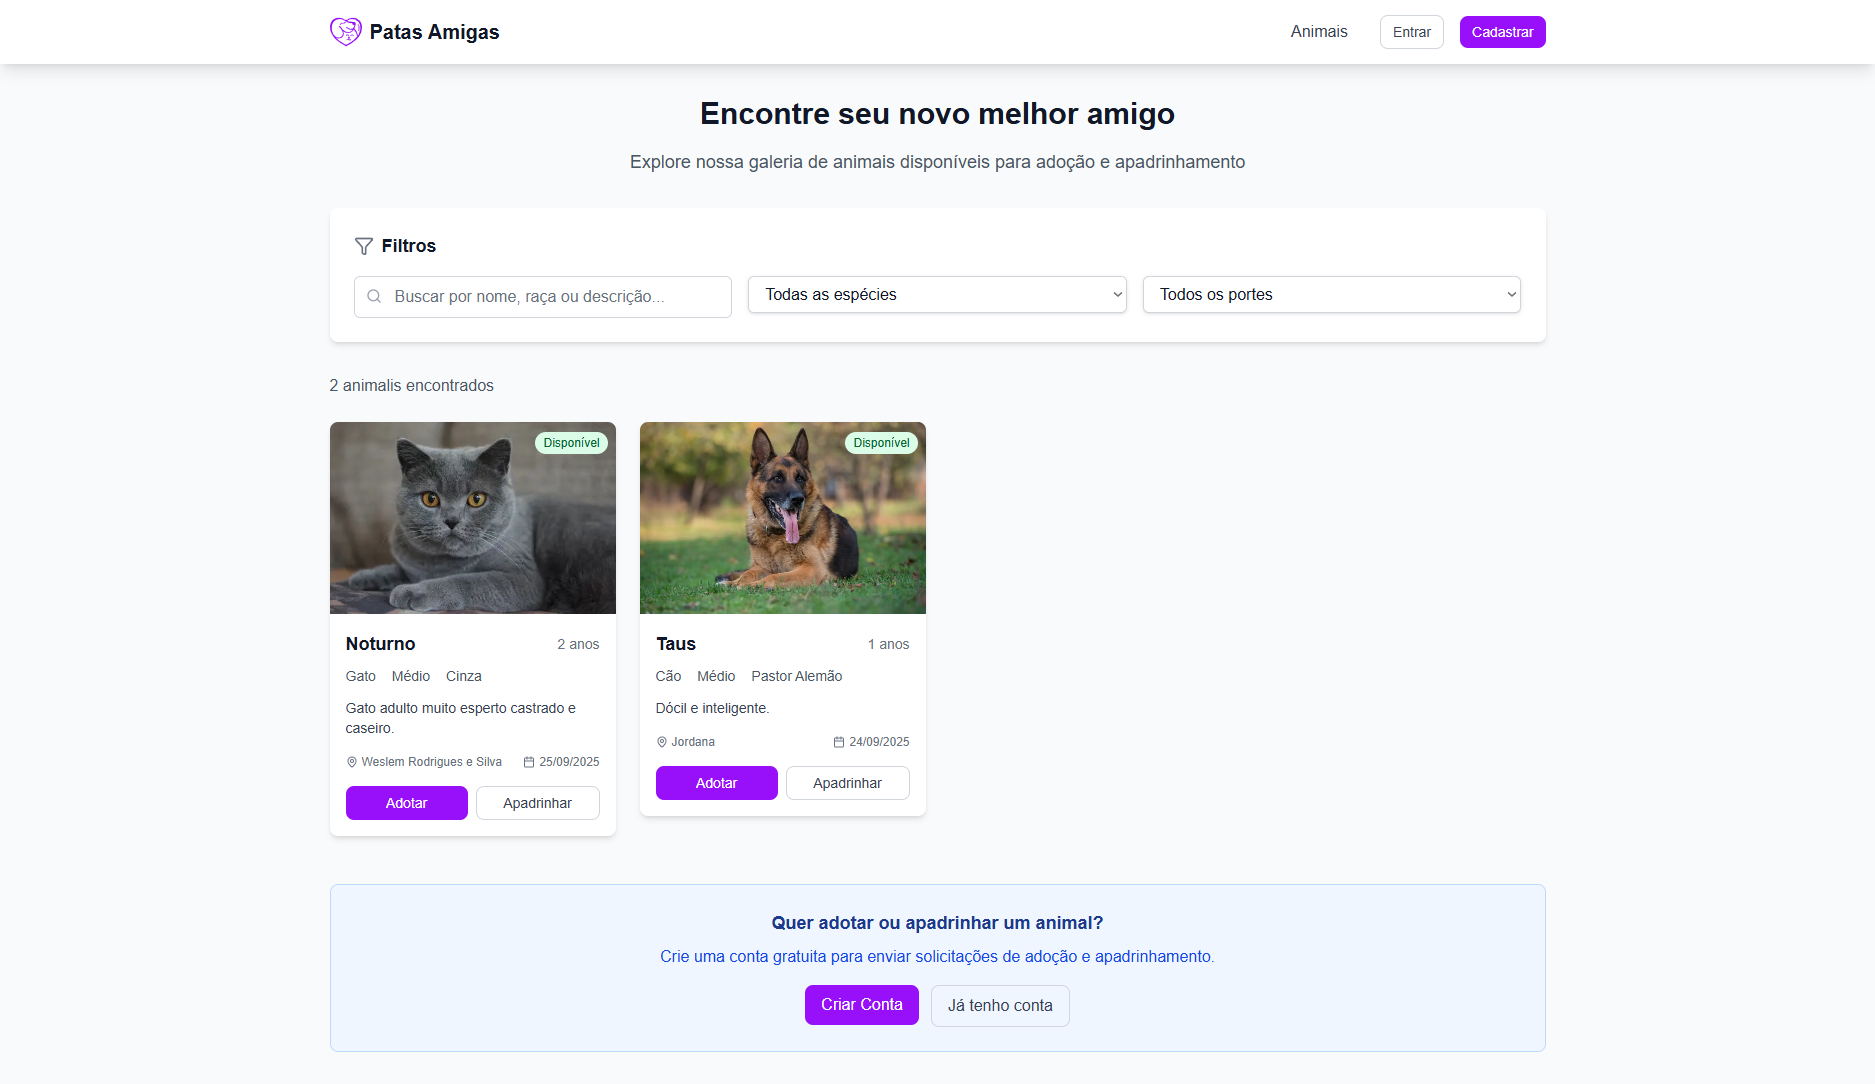 Patas Amigas
Animais
Entrar
Cadastrar
Encontre seu novo melhor amigo
Explore nossa galeria de animais disponíveis para adoção e apadrinhamento
Filtros
Buscar por nome, raça ou descrição...
Todas as espécies
Todos os portes
2 animalis encontrados
Disponível
Noturno
2 anos
Gato Médio Cinza
Gato adulto muito esperto castrado e
caseiro.
Weslem Rodrigues e Silva
25/09/2025
Adotar
Apadrinhar
Disponível
Taus
1 anos
Cão Médio Pastor Alemão
Dócil e inteligente.
Jordana
24/09/2025
Adotar
Apadrinhar
Quer adotar ou apadrinhar um animal?
Crie uma conta gratuita para enviar solicitações de adoção e apadrinhamento.
Criar Conta
Já tenho conta